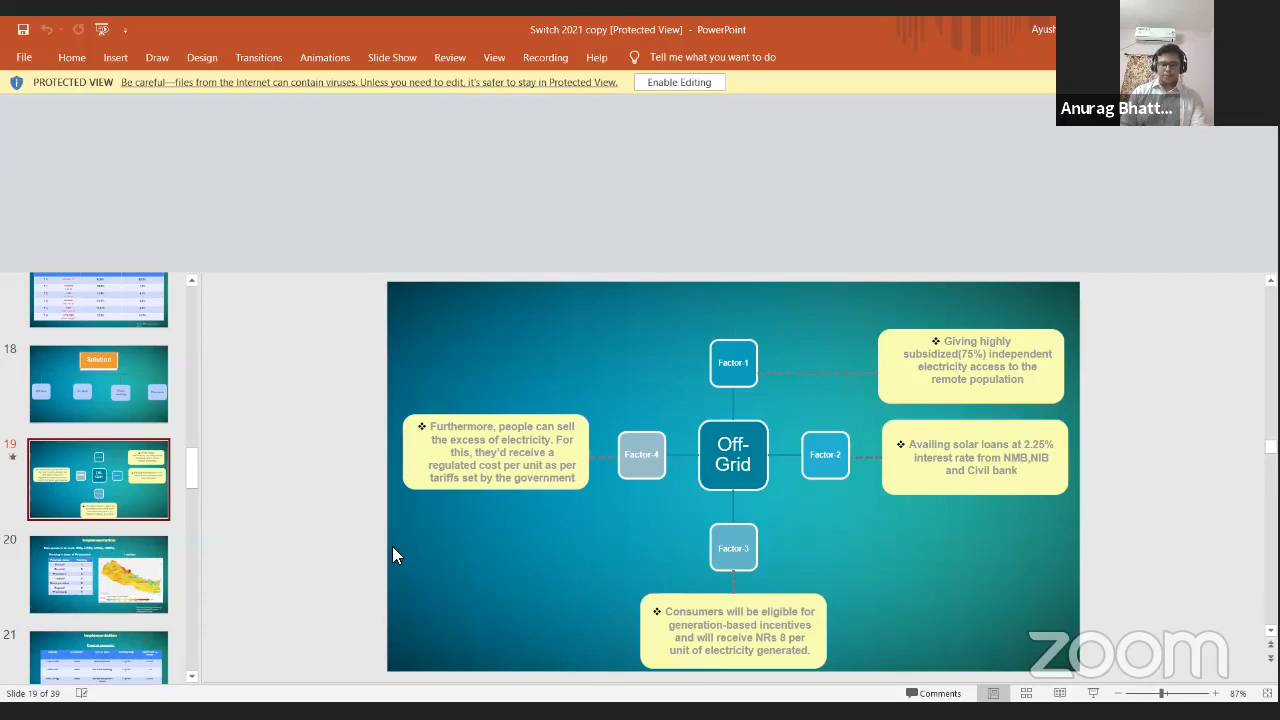 Switch 2021 copy [Protected View] - PowerPoint
Ayush
File Home Insert Draw Design Transitions Animations Slide Show Review View Recording Help Tell me what you want to do
PROTECTED VIEW Be careful—files from the Internet can contain viruses. Unless you need to edit, it's safer to stay in Protected View. Enable Editing
Anurag Bhatt...
18
Solution
19
20
Implementation
21
Implementation
Factor-1
❖ Giving highly
subsidized(75%) independent
electricity access to the
remote population
❖ Furthermore, people can sell
the excess of electricity. For
this, they'd receive a
regulated cost per unit as per
tariffs set by the government
Factor-4
Off-
Grid
Factor-2
❖ Availing solar loans at 2.25%
interest rate from NMB,NIB
and Civil bank
Factor-3
❖ Consumers will be eligible for
generation-based incentives
and will receive NRs 8 per
unit of electricity generated.
zoom
Slide 19 of 39
Comments
87%